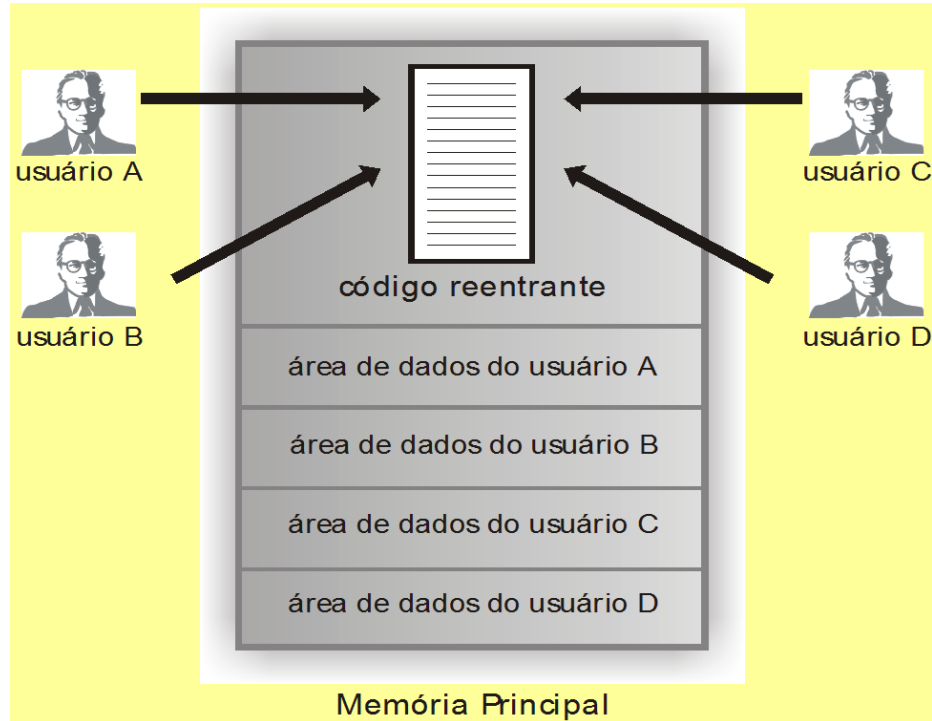 usuário A
usuário C
usuário B
usuário D
código reentrante
área de dados do usuário A
área de dados do usuário B
área de dados do usuário C
área de dados do usuário D
Memória Principal